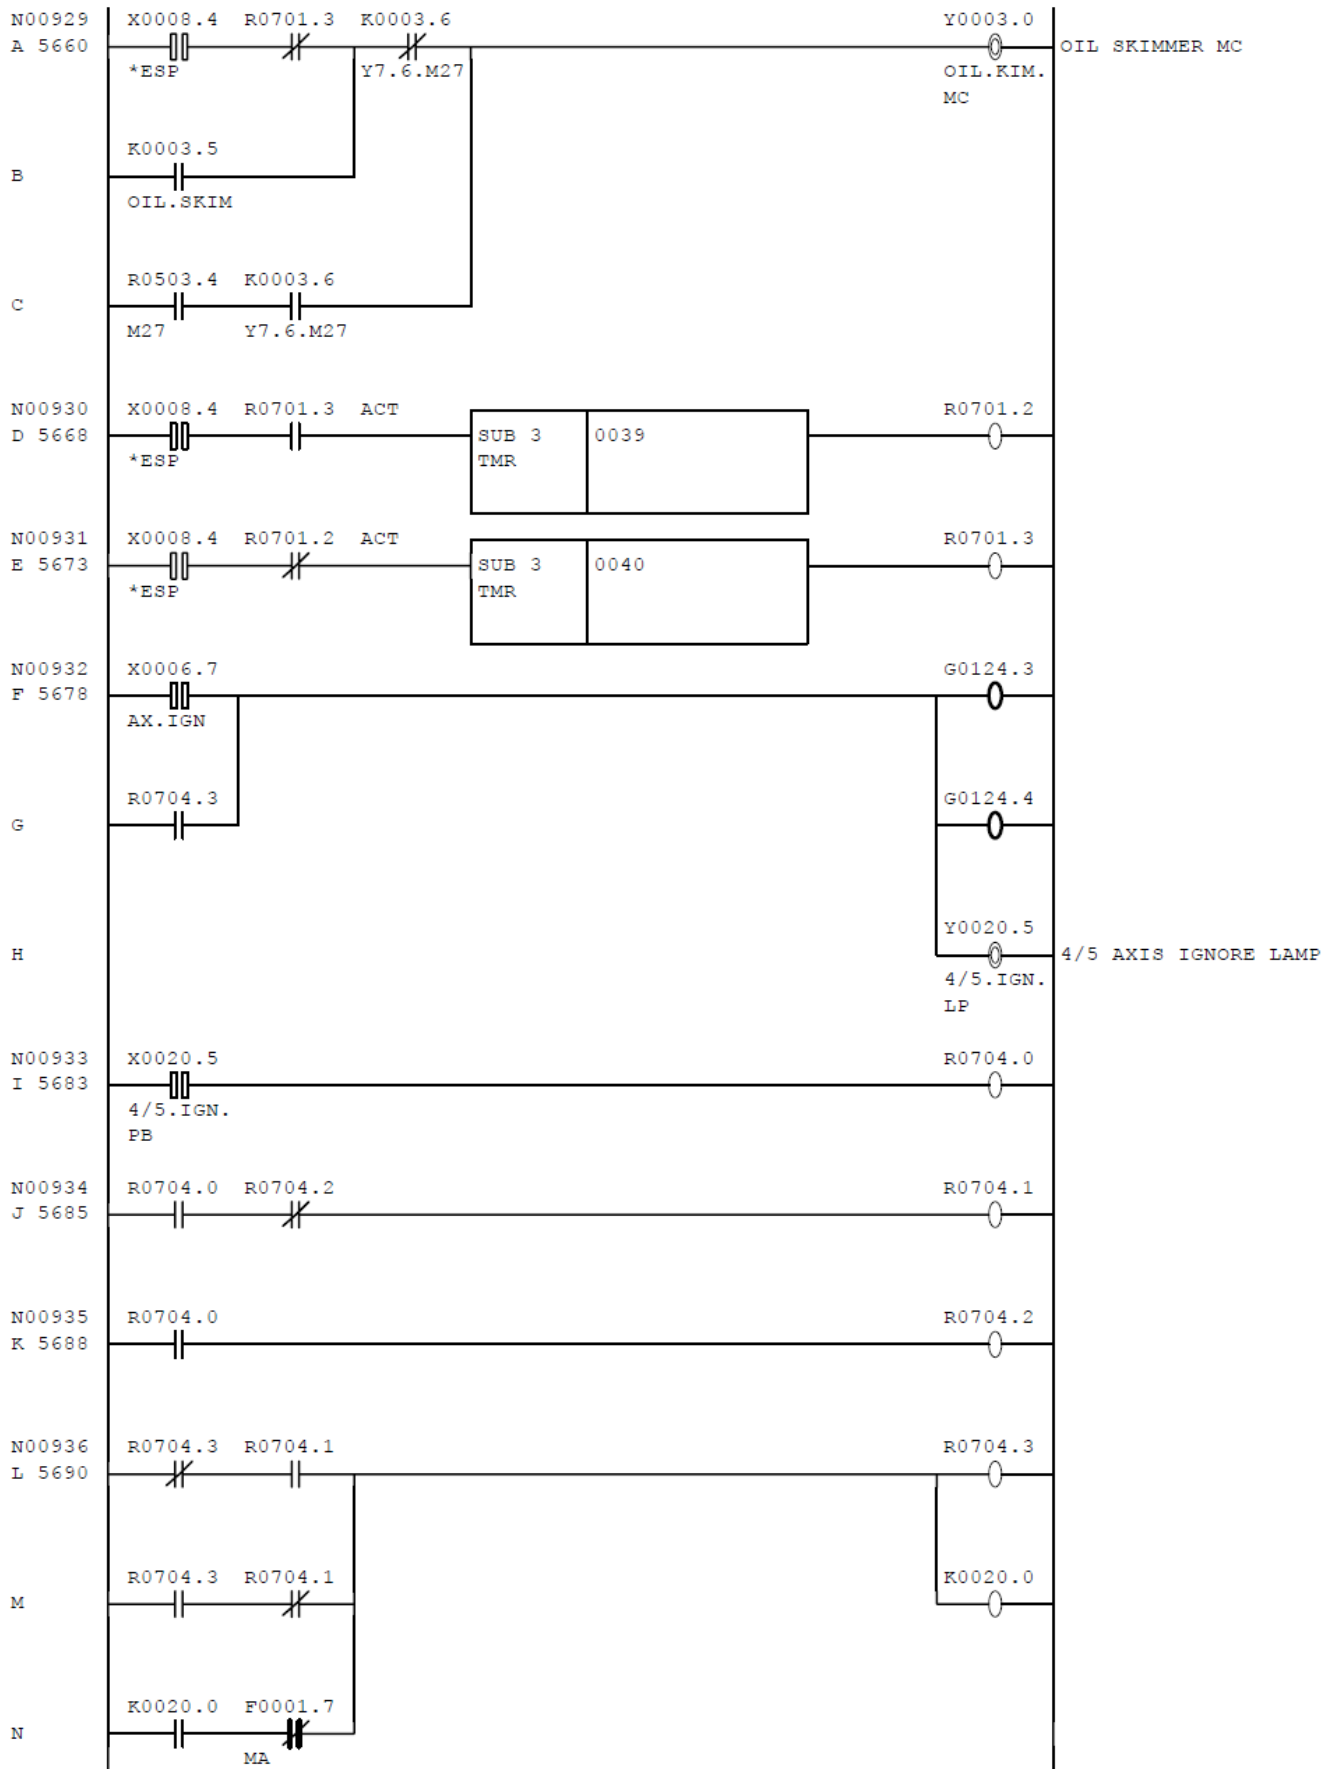 N00929 X0008.4 R0701.3 K0003.6 Y0003.0
A 5660 OIL SKIMMER MC
*ESP Y7.6.M27 OIL.KIM.
MC
K0003.5
B
OIL.SKIM
R0503.4 K0003.6
C
M27 Y7.6.M27
N00930 X0008.4 R0701.3 ACT R0701.2
D 5668 SUB 3 0039
*ESP TMR
N00931 X0008.4 R0701.2 ACT R0701.3
E 5673 SUB 3 0040
*ESP TMR
N00932 X0006.7 G0124.3
F 5678
AX.IGN
R0704.3 G0124.4
G
Y0020.5
H 4/5 AXIS IGNORE LAMP
4/5.IGN.
LP
N00933 X0020.5 R0704.0
I 5683
4/5.IGN.
PB
N00934 R0704.0 R0704.2 R0704.1
J 5685
N00935 R0704.0 R0704.2
K 5688
N00936 R0704.3 R0704.1 R0704.3
L 5690
R0704.3 R0704.1 K0020.0
M
K0020.0 F0001.7
N
MA